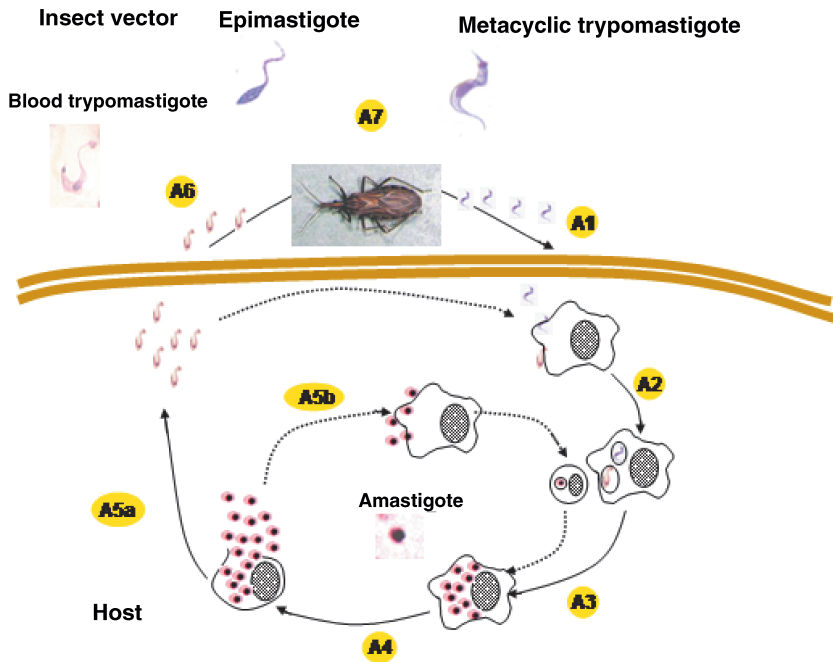 Insect vector
Epimastigote
Metacyclic trypomastigote
Blood trypomastigote
A7
A6
A1
A2
A5b
Amastigote
A5a
A3
Host
A4